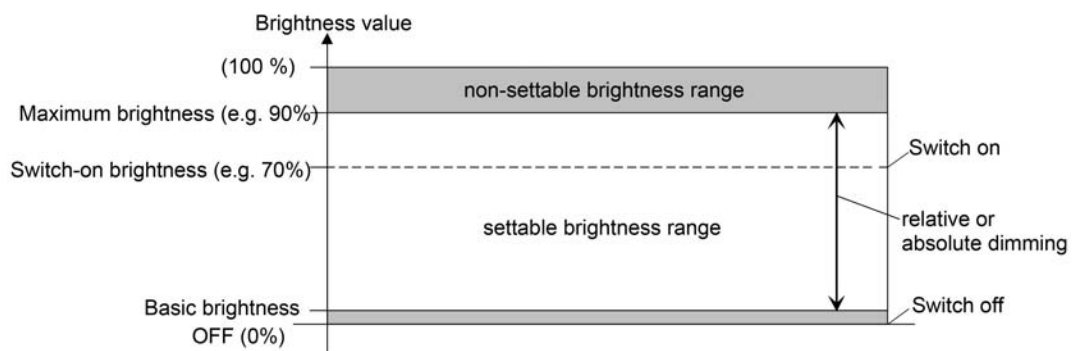 Brightness value
(100 %)
non-settable brightness range
Maximum brightness (e.g. 90%)
Switch on
Switch-on brightness (e.g. 70%)
settable brightness range
relative or
absolute dimming
Basic brightness
Switch off
OFF (0%)